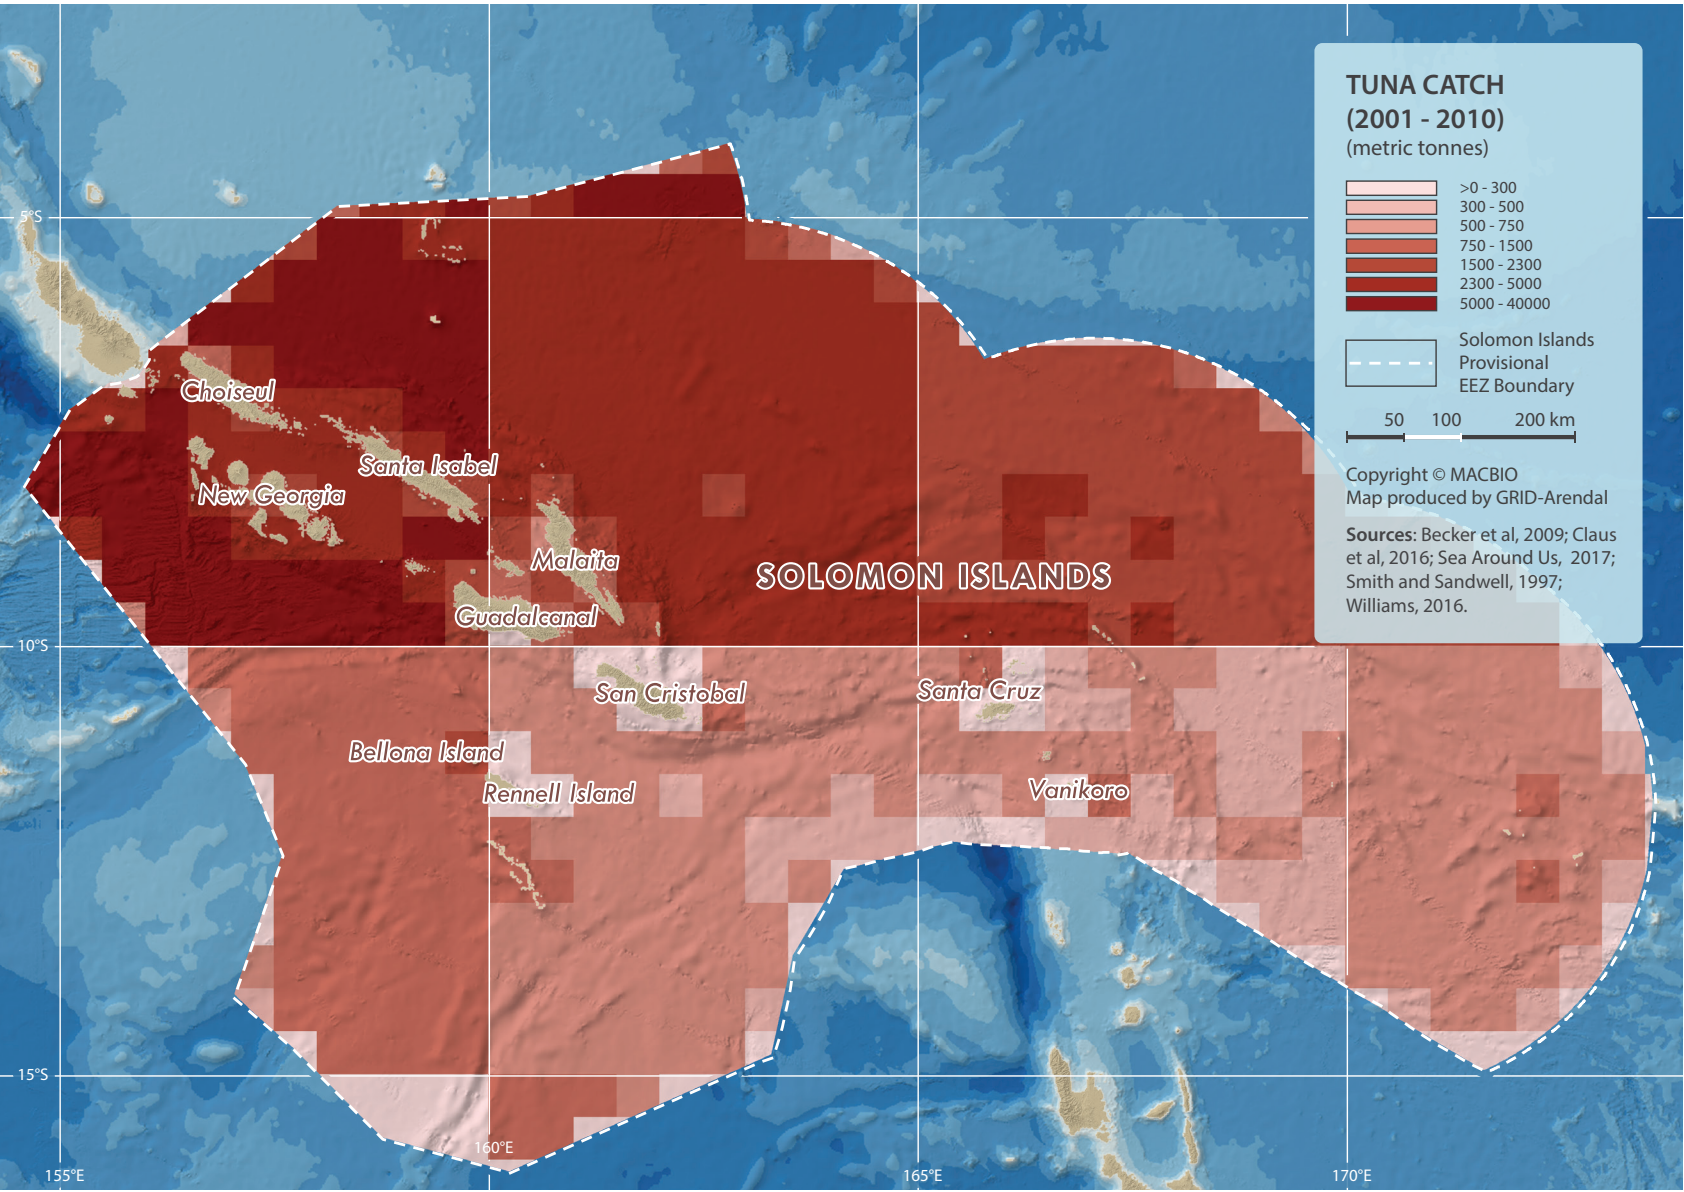 TUNA CATCH
(2001 - 2010)
(metric tonnes)
>0 - 300
300 - 500
500 - 750
750 - 1500
1500 - 2300
2300 - 5000
5000 - 40000
Solomon Islands
Provisional
EEZ Boundary
50 100 200 km
Copyright © MACBIO
Map produced by GRID-Arendal
Sources: Becker et al, 2009; Claus
et al, 2016; Sea Around Us, 2017;
Smith and Sandwell, 1997;
Williams, 2016.
5°S
Choiseul
Santa Isabel
New Georgia
Malaita
SOLOMON ISLANDS
Guadalcanal
10°S
San Cristobal
Santa Cruz
Bellona Island
Rennell Island
Vanikoro
15°S
160°E
155°E
165°E
170°E